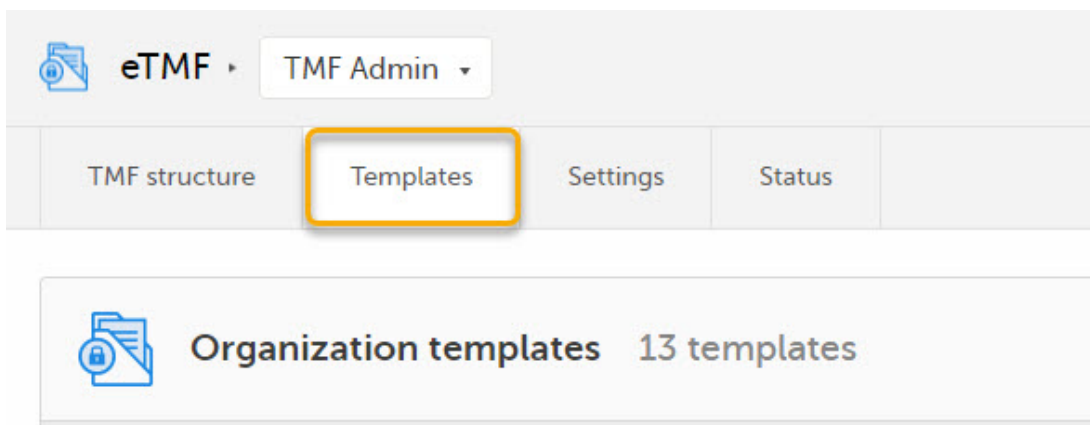 eTMF TMF Admin
TMF structure Templates Settings Status
Organization templates 13 templates